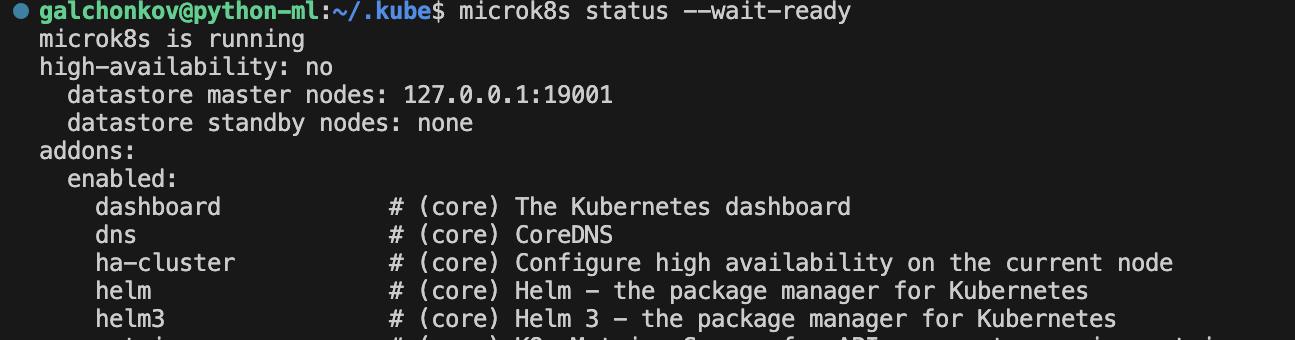 galchonkov@python-ml:~/.kube$ microk8s status --wait-ready
microk8s is running
high-availability: no
  datastore master nodes: 127.0.0.1:19001
  datastore standby nodes: none
addons:
  enabled:
    dashboard            # (core) The Kubernetes dashboard
    dns                  # (core) CoreDNS
    ha-cluster           # (core) Configure high availability on the current node
    helm                 # (core) Helm - the package manager for Kubernetes
    helm3                # (core) Helm 3 - the package manager for Kubernetes